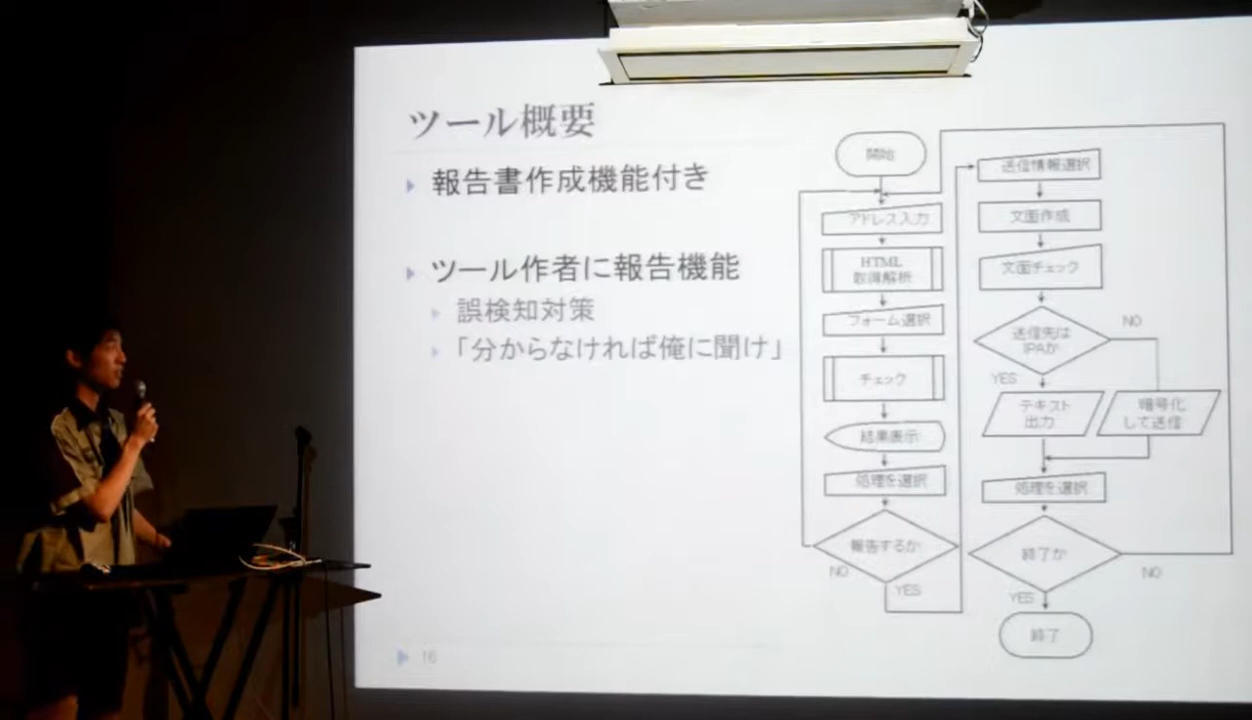 ツール概要
報告書作成機能付き
ツール作者に報告機能
誤検知対策
「分からなければ俺に聞け」
16
開始
アドレス入力
HTML
取得解析
フォーム選択
チェック
結果表示
処理を選択
報告するか
NO
YES
送信情報選択
文面作成
文面チェック
送信先は
IPAか
NO
YES
テキスト
出力
暗号化
して送信
処理を選択
終了か
NO
YES
終了